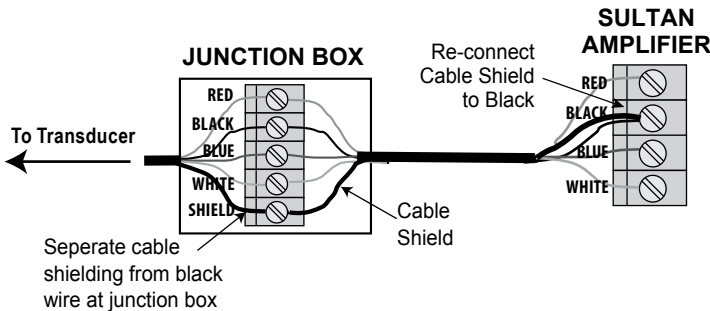 SULTAN
AMPLIFIER
JUNCTION BOX
Re-connect
Cable Shield
to Black
To Transducer
RED
BLACK
BLUE
WHITE
SHIELD
RED
BLACK
BLUE
WHITE
Cable
Shield
Seperate cable
shielding from black
wire at junction box